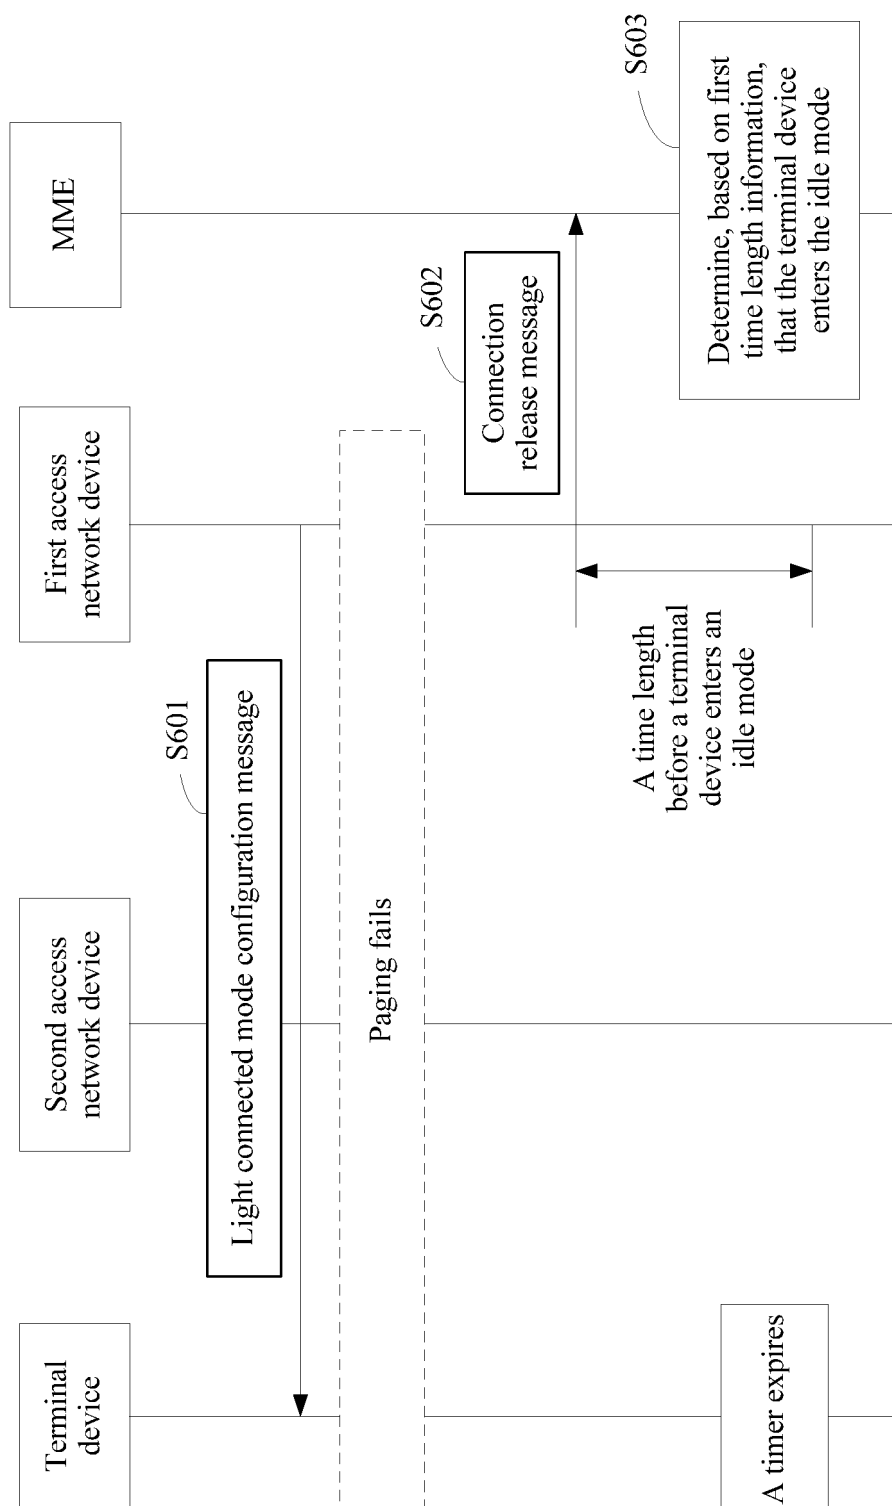 Terminal
device
Second access
network device
First access
network device
MME
S601
Light connected mode configuration message
Paging fails
S602
Connection
release message
A time length
before a terminal
device enters an
idle mode
S603
Determine, based on first
time length information,
that the terminal device
enters the idle mode
A timer expires